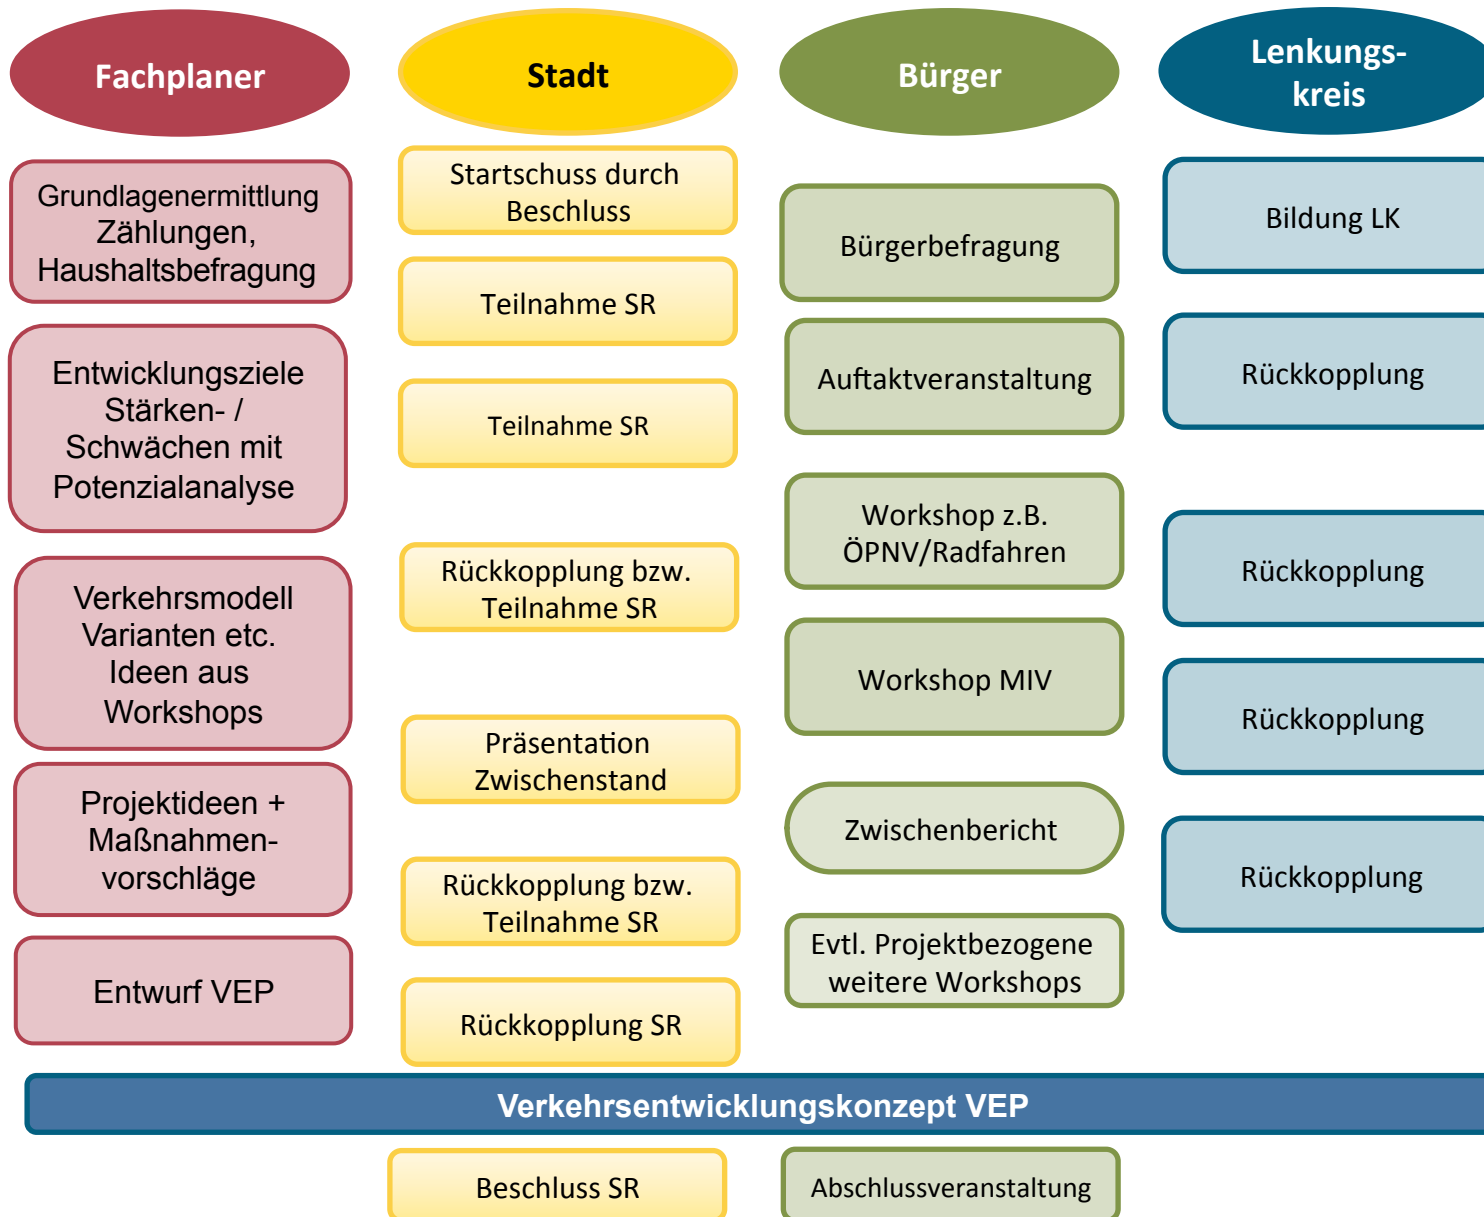 Fachplaner
Grundlagenermittlung
Zählungen,
Haushaltsbefragung
Entwicklungsziele
Stärken- /
Schwächen mit
Potenzialanalyse
Verkehrsmodell
Varianten etc.
Ideen aus
Workshops
Projektideen +
Maßnahmen-
vorschläge
Entwurf VEP
Stadt
Startschuss durch
Beschluss
Teilnahme SR
Teilnahme SR
Rückkopplung bzw.
Teilnahme SR
Präsentation
Zwischenstand
Rückkopplung bzw.
Teilnahme SR
Rückkopplung SR
Bürger
Bürgerbefragung
Auftaktveranstaltung
Workshop z.B.
ÖPNV/Radfahren
Workshop MIV
Zwischenbericht
Evtl. Projektbezogene
weitere Workshops
Lenkungs-
kreis
Bildung LK
Rückkopplung
Rückkopplung
Rückkopplung
Rückkopplung
Verkehrsentwicklungskonzept VEP
Beschluss SR
Abschlussveranstaltung